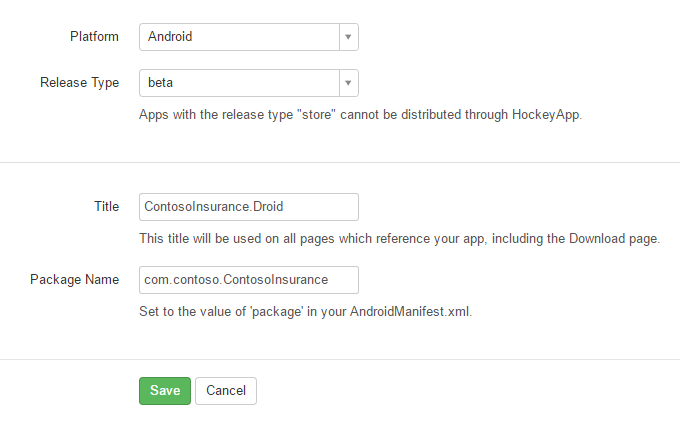 Platform Android
Release Type beta
Apps with the release type "store" cannot be distributed through HockeyApp.
Title ContosoInsurance.Droid
This title will be used on all pages which reference your app, including the Download page.
Package Name com.contoso.ContosoInsurance
Set to the value of 'package' in your AndroidManifest.xml.
Save Cancel